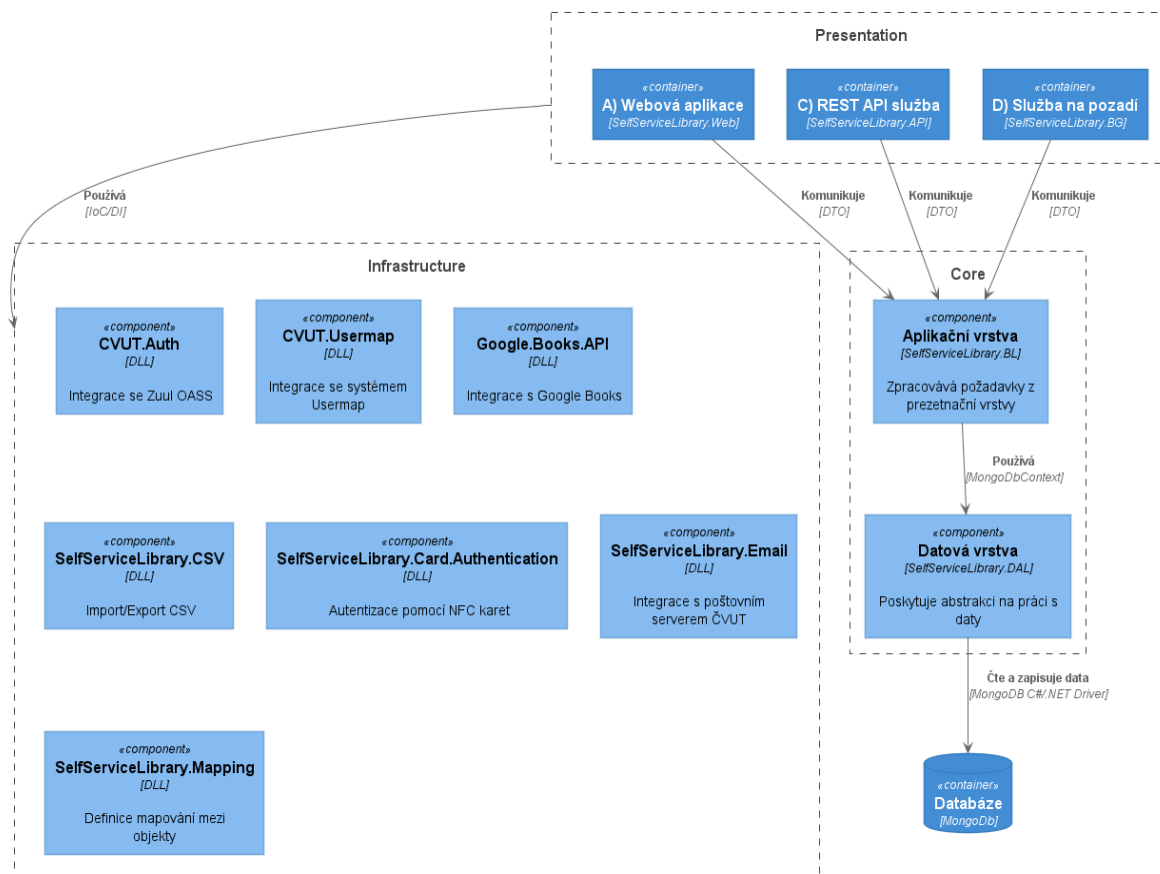 Presentation
«container»
A) Webová aplikace
[SelfServiceLibrary.Web]
«container»
C) REST API služba
[SelfServiceLibrary.API]
«container»
D) Služba na pozadí
[SelfServiceLibrary.BG]
Používá
[IoC/DI]
Komunikuje
[DTO]
Komunikuje
[DTO]
Komunikuje
[DTO]
Infrastructure
«component»
CVUT.Auth
[DLL]
Integrace se Zuul OASS
«component»
CVUT.Usermap
[DLL]
Integrace se systémem
Usermap
«component»
Google.Books.API
[DLL]
Integrace s Google Books
Core
«component»
Aplikační vrstva
[SelfServiceLibrary.BL]
Zpracovává požadavky z
prezetnační vrstvy
Používá
[MongoDbContext]
«component»
SelfServiceLibrary.CSV
[DLL]
Import/Export CSV
«component»
SelfServiceLibrary.Card.Authentication
[DLL]
Autentizace pomocí NFC karet
«component»
SelfServiceLibrary.Email
[DLL]
Integrace s poštovním
serverem ČVUT
«component»
Datová vrstva
[SelfServiceLibrary.DAL]
Poskytuje abstrakci na práci s
daty
Čte a zapisuje data
[MongoDB C#/.NET Driver]
«component»
SelfServiceLibrary.Mapping
[DLL]
Definice mapování mezi
objekty
«container»
Databáze
[MongoDb]